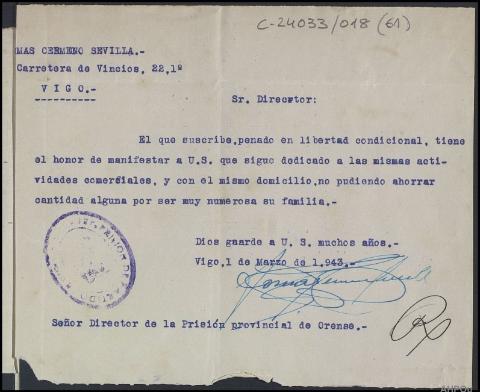 C-24033/018 (61)
MAS CERMEÑO SEVILLA.-
Carretera de Vincios, 22,1º
V I G O.-
Sr. Director:
El que suscribe,penado en libertad condicional, tiene
el honor de manifestar a U.S. que sigue dedicado a las mismas acti-
vidades comerciales, y con el mismo domicilio,no pudiendo ahorrar
cantidad alguna por ser muy numerosa su familia.-
Dios guarde a U. S. muchos años.-
Vigo,1 de Marzo de 1.943.-
Señor Director de la Prisión provincial de Orense.-